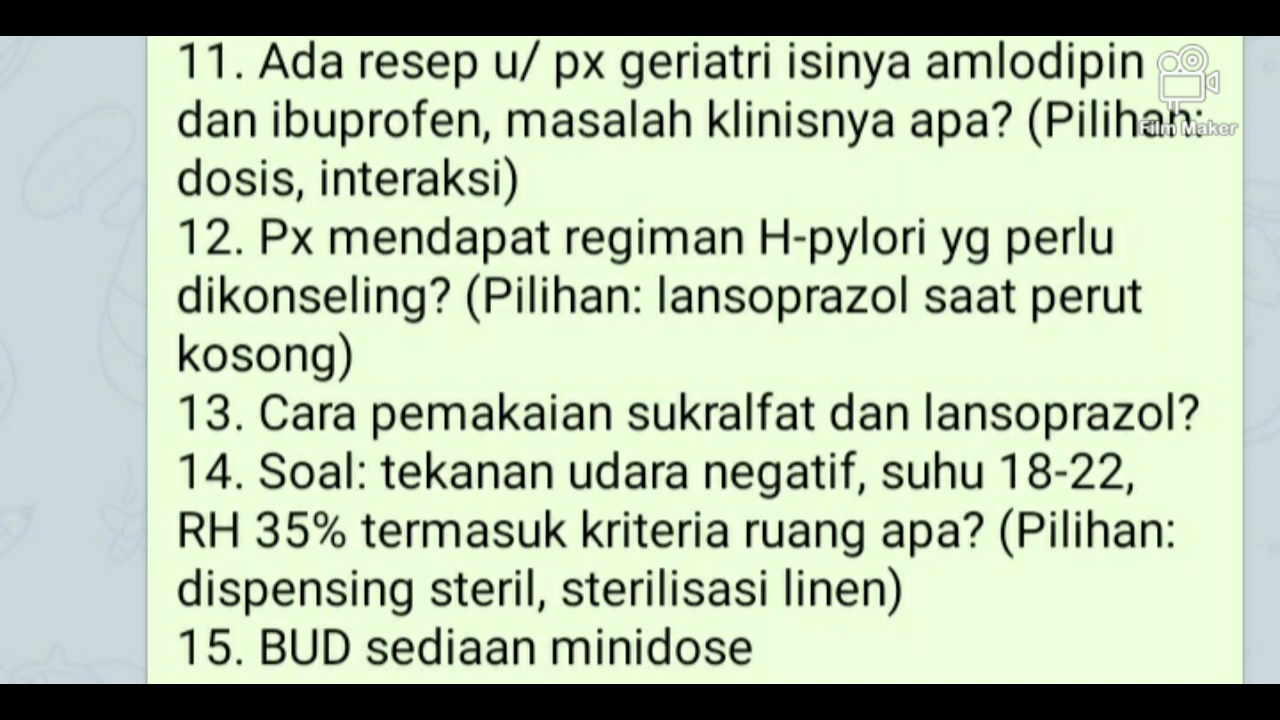 11. Ada resep u/ px geriatri isinya amlodipin
dan ibuprofen, masalah klinisnya apa? (Pilihan:
dosis, interaksi)
12. Px mendapat regiman H-pylori yg perlu
dikonseling? (Pilihan: lansoprazol saat perut
kosong)
13. Cara pemakaian sukralfat dan lansoprazol?
14. Soal: tekanan udara negatif, suhu 18-22,
RH 35% termasuk kriteria ruang apa? (Pilihan:
dispensing steril, sterilisasi linen)
15. BUD sediaan minidose
Film Maker